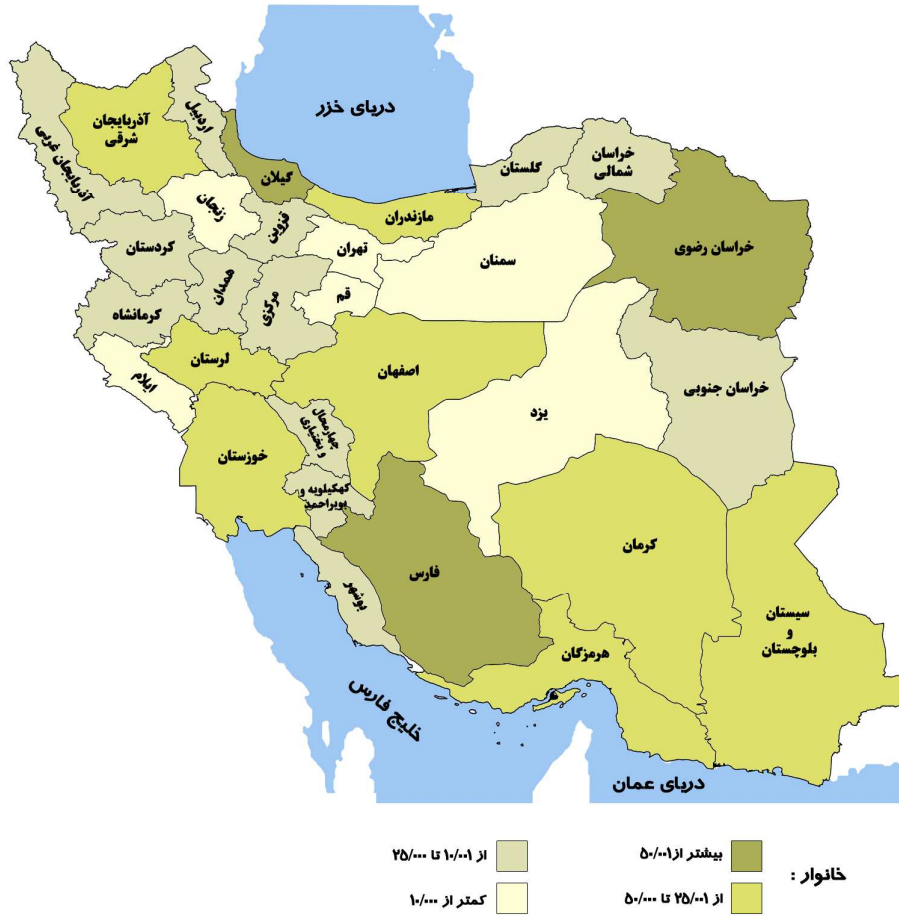 دریای خزر
آذربایجان
شرقی
اردبیل
آذربایجان غربی
گیلان
زنجان
قزوین
مازندران
گلستان
خراسان
شمالی
خراسان رضوی
کردستان
همدان
تهران
سمنان
قم
مرکزی
کرمانشاه
لرستان
ایلام
اصفهان
یزد
خراسان جنوبی
خوزستان
چهارمحال
و بختیاری
کهکیلویه و
بویراحمد
فارس
بوشهر
کرمان
سیستان
و
بلوچستان
هرمزگان
خلیج فارس
دریای عمان
خانوار :
بیشتر از ۵۰/۰۰۱
از ۲۵/۰۰۱ تا ۵۰/۰۰۰
از ۱۰/۰۰۱ تا ۲۵/۰۰۰
کمتر از ۱۰/۰۰۰